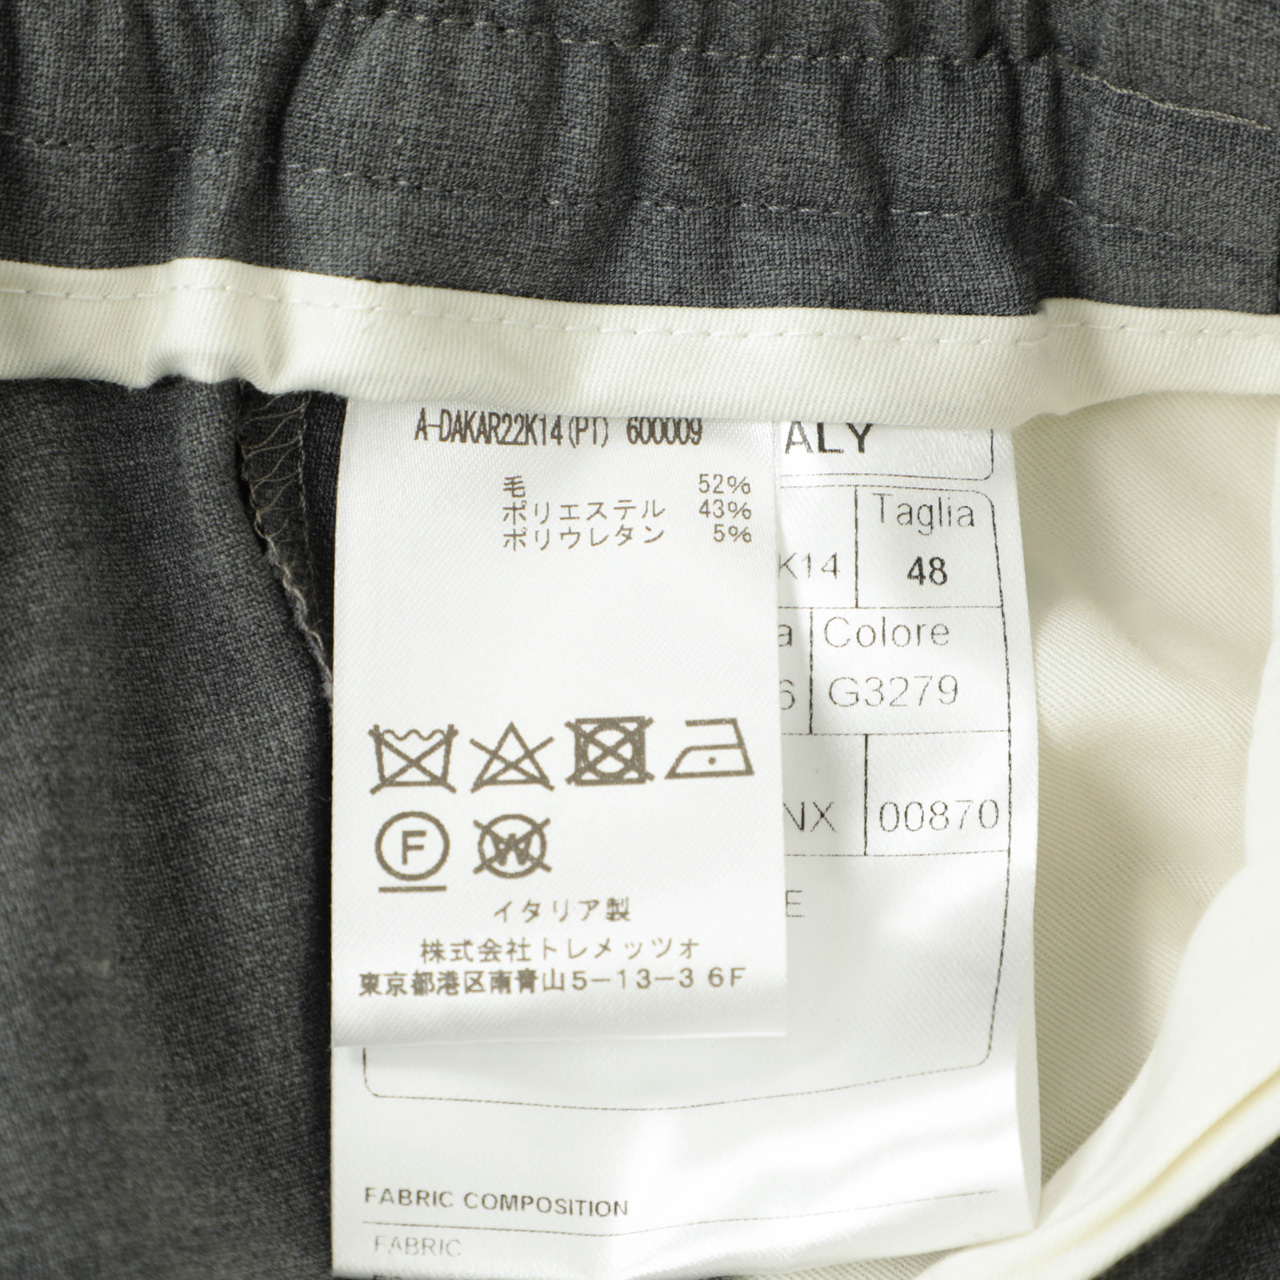 A-DAKAR22K14(PT) 600009
毛 52%
ポリエステル 43%
ポリウレタン 5%
F
W
イタリア製
株式会社トレメッツォ
東京都港区南青山5-13-3 6F
ALY
Taglia
K14 48
a Colore
6 G3279
NX 00870
E
FABRIC COMPOSITION
FABRIC